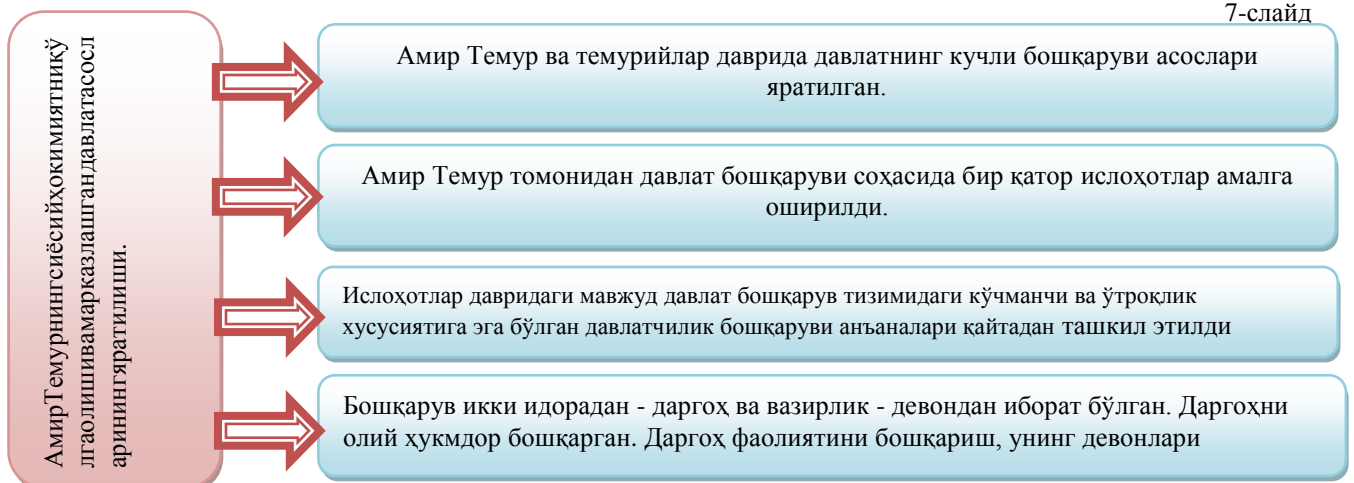 7-слайд
АмирТемурнингсиёсийҳокимиятниқў
лгаолишивамарказлашгандавлатасосл
аринингяратилиши.
Амир Темур ва темурийлар даврида давлатнинг кучли бошқаруви асослари
яратилган.
Амир Темур томонидан давлат бошқаруви соҳасида бир қатор ислоҳотлар амалга
оширилди.
Ислоҳотлар давридаги мавжуд давлат бошқарув тизимидаги кўчманчи ва ўтроқлик
хусусиятига эга бўлган давлатчилик бошқаруви анъаналари қайтадан ташкил этилди
Бошқарув икки идорадан - даргоҳ ва вазирлик - девондан иборат бўлган. Даргоҳни
олий ҳукмдор бошқарган. Даргоҳ фаолиятини бошқариш, унинг девонлари